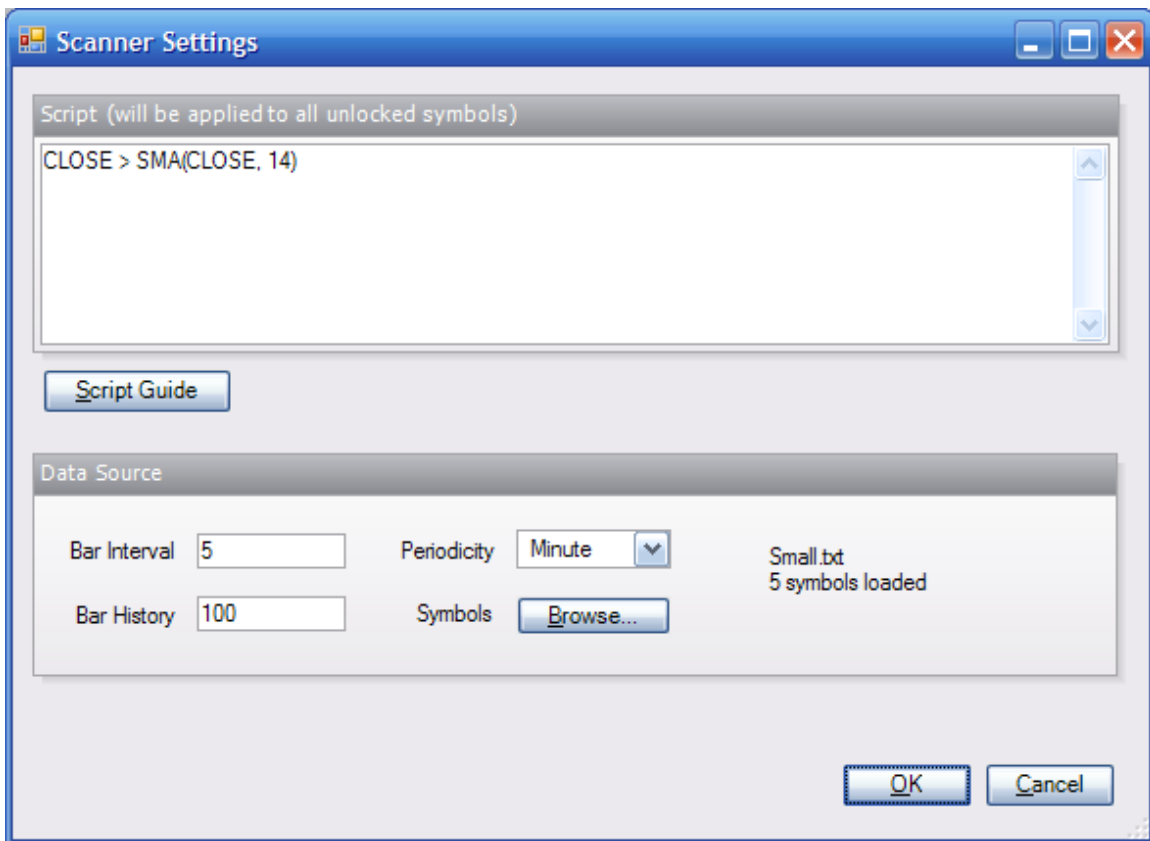 Scanner Settings
Script (will be applied to all unlocked symbols)
CLOSE > SMA(CLOSE, 14)
Script Guide
Data Source
Bar Interval 5 Periodicity Minute
Small.txt
5 symbols loaded
Bar History 100 Symbols Browse...
OK Cancel